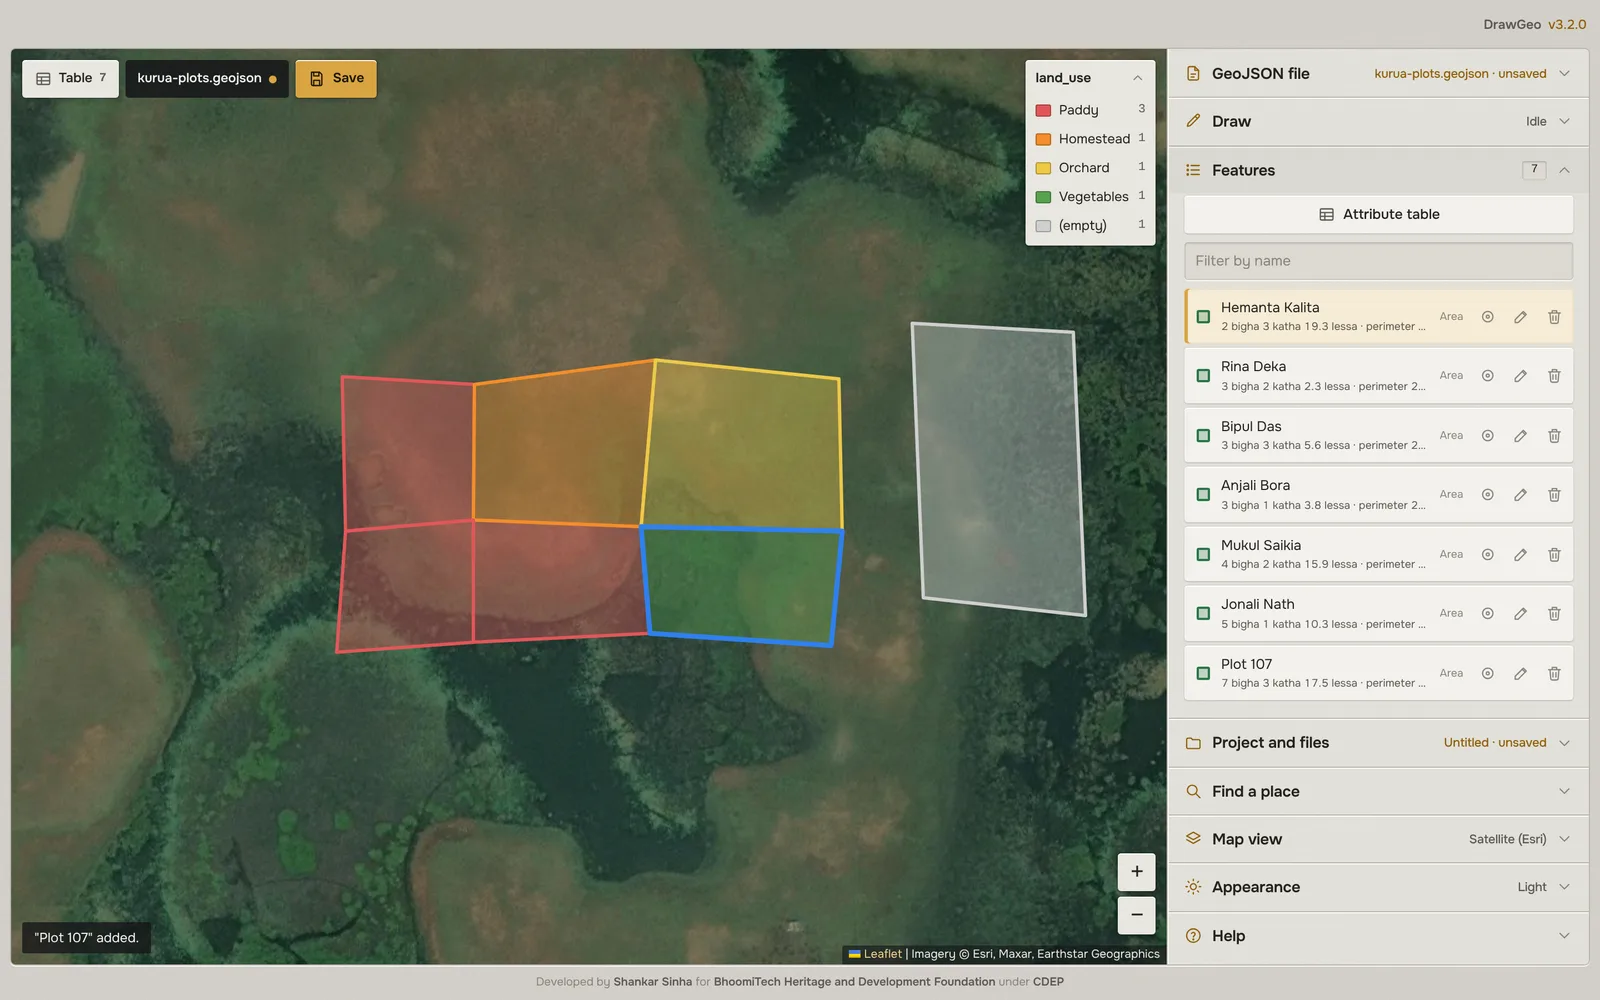 DrawGeo v3.2.0
Table 7
kurua-plots.geojson
Save
land_use
Paddy 3
Homestead 1
Orchard 1
Vegetables 1
(empty) 1
"Plot 107" added.
+
−
Leaflet | Imagery © Esri, Maxar, Earthstar Geographics
GeoJSON file kurua-plots.geojson · unsaved
Draw Idle
Features 7
Attribute table
Filter by name
Hemanta Kalita
2 bigha 3 katha 19.3 lessa · perimeter ... Area
Rina Deka
3 bigha 2 katha 2.3 lessa · perimeter 2... Area
Bipul Das
3 bigha 3 katha 5.6 lessa · perimeter 2... Area
Anjali Bora
3 bigha 1 katha 3.8 lessa · perimeter 2... Area
Mukul Saikia
4 bigha 2 katha 15.9 lessa · perimeter ... Area
Jonali Nath
5 bigha 1 katha 10.3 lessa · perimeter ... Area
Plot 107
7 bigha 3 katha 17.5 lessa · perimeter ... Area
Project and files Untitled · unsaved
Find a place
Map view Satellite (Esri)
Appearance Light
Help
Developed by Shankar Sinha for BhoomiTech Heritage and Development Foundation under CDEP